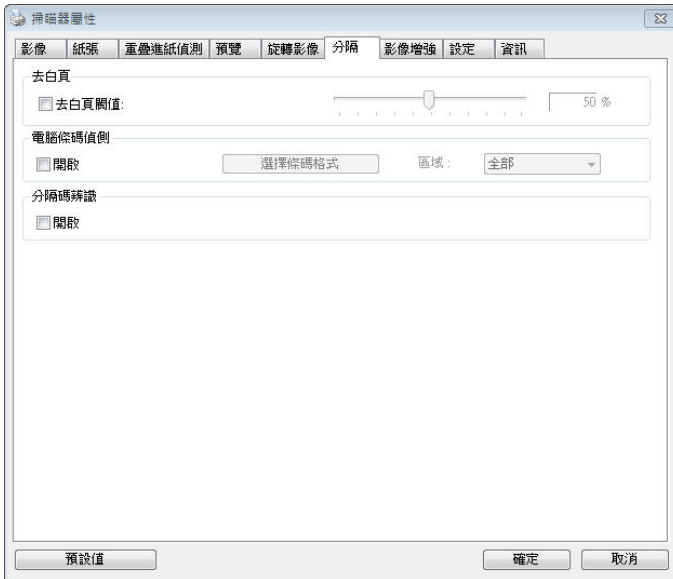 掃瞄器屬性
影像 紙張 重疊進紙偵測 預覽 旋轉影像 分隔 影像增強 設定 資訊
去白頁
去白頁閾值: 50 %
電腦條碼偵側
開啟 選擇條碼格式 區域: 全部
分隔碼辨識
開啟
預設值 確定 取消